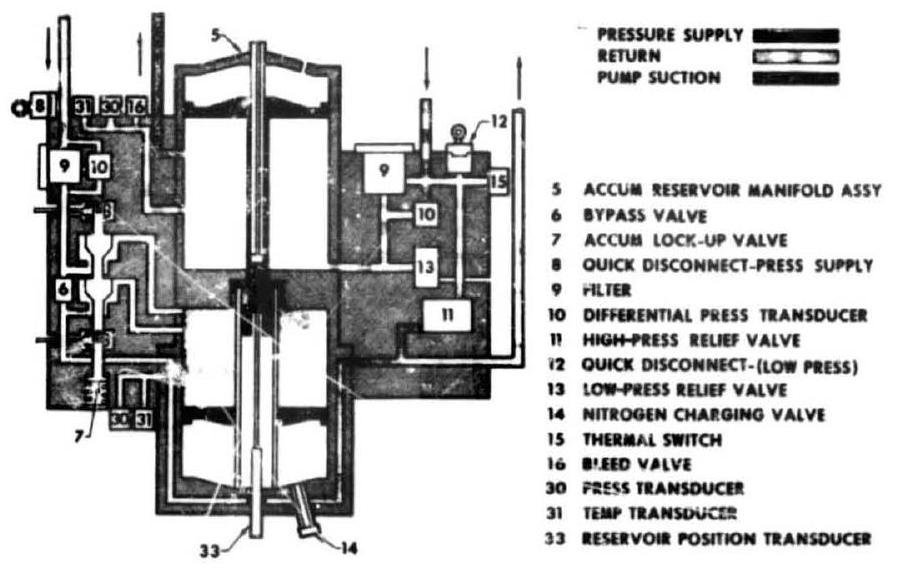 PRESSURE SUPPLY
RETURN
PUMP SUCTION
5 ACCUM RESERVOIR MANIFOLD ASSY
6 BYPASS VALVE
7 ACCUM LOCK-UP VALVE
8 QUICK DISCONNECT-PRESS SUPPLY
9 FILTER
10 DIFFERENTIAL PRESS TRANSDUCER
11 HIGH-PRESS RELIEF VALVE
12 QUICK DISCONNECT-(LOW PRESS)
13 LOW-PRESS RELIEF VALVE
14 NITROGEN CHARGING VALVE
15 THERMAL SWITCH
16 BLEED VALVE
30 PRESS TRANSDUCER
31 TEMP TRANSDUCER
33 RESERVOIR POSITION TRANSDUCER
5
8
31
30
16
12
9
10
9
15
10
13
6
11
30
31
7
33
14